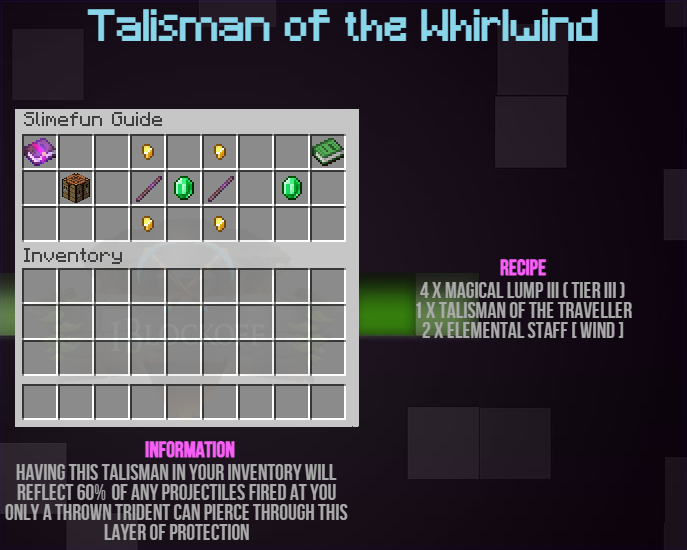 Talisman of the Whirlwind
Slimefun Guide
Inventory
BLOCKOFF
RECIPE
4 X MAGICAL LUMP III ( TIER III )
1 X TALISMAN OF THE TRAVELLER
2 X ELEMENTAL STAFF [ WIND ]
INFORMATION
HAVING THIS TALISMAN IN YOUR INVENTORY WILL
REFLECT 60% OF ANY PROJECTILES FIRED AT YOU
ONLY A THROWN TRIDENT CAN PIERCE THROUGH THIS
LAYER OF PROTECTION